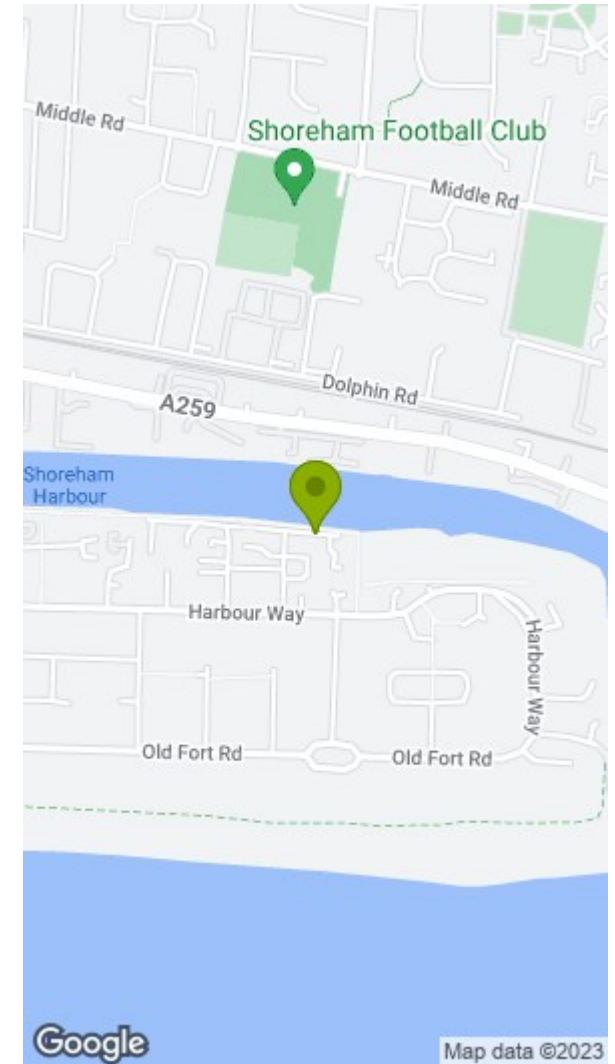 Middle Rd
Shoreham Football Club
Middle Rd
Dolphin Rd
A259
Shoreham
Harbour
Harbour Way
Harbour Way
Old Fort Rd
Old Fort Rd
Google
Map data ©2023